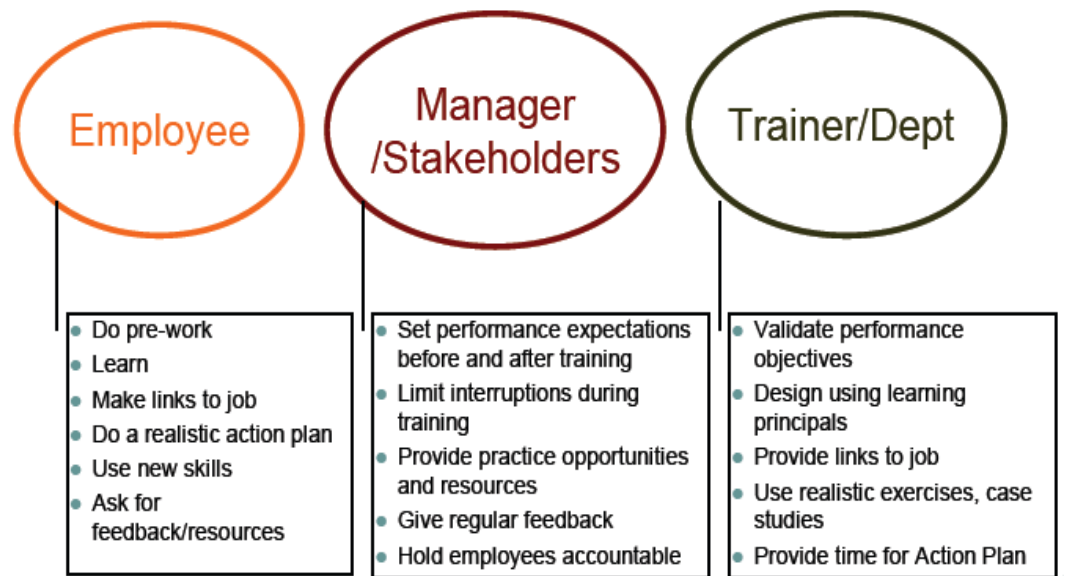 Employee
Manager
/Stakeholders
Trainer/Dept
Do pre-work
Learn
Make links to job
Do a realistic action plan
Use new skills
Ask for
feedback/resources
Set performance expectations
before and after training
Limit interruptions during
training
Provide practice opportunities
and resources
Give regular feedback
Hold employees accountable
Validate performance
objectives
Design using learning
principals
Provide links to job
Use realistic exercises, case
studies
Provide time for Action Plan